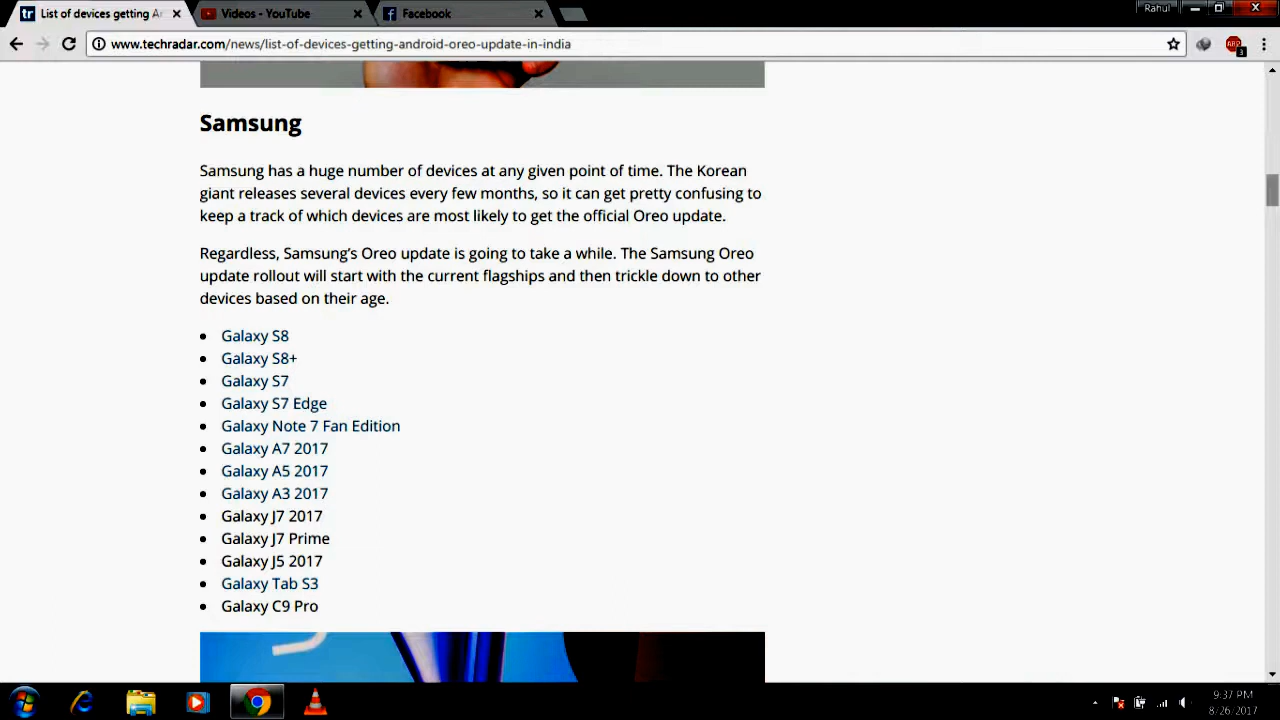 List of devices getting Ar
Videos - YouTube
Facebook
Rahul
www.techradar.com/news/list-of-devices-getting-android-oreo-update-in-india
ABP
3
Samsung
Samsung has a huge number of devices at any given point of time. The Korean
giant releases several devices every few months, so it can get pretty confusing to
keep a track of which devices are most likely to get the official Oreo update.
Regardless, Samsung’s Oreo update is going to take a while. The Samsung Oreo
update rollout will start with the current flagships and then trickle down to other
devices based on their age.
Galaxy S8
Galaxy S8+
Galaxy S7
Galaxy S7 Edge
Galaxy Note 7 Fan Edition
Galaxy A7 2017
Galaxy A5 2017
Galaxy A3 2017
Galaxy J7 2017
Galaxy J7 Prime
Galaxy J5 2017
Galaxy Tab S3
Galaxy C9 Pro
9:37 PM
8/26/2017